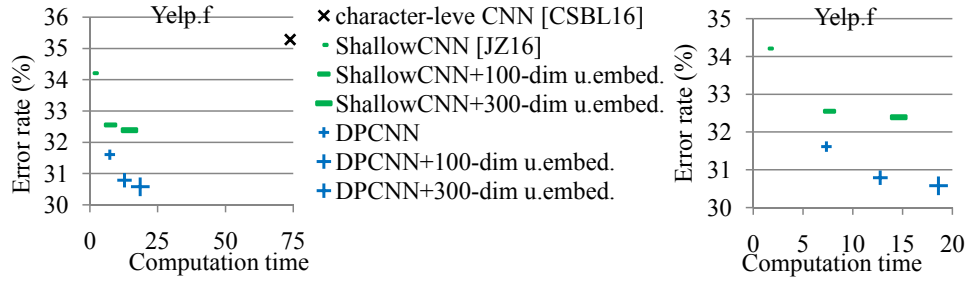 Yelp.f
Error rate (%)
36
35
34
33
32
31
30
0
25
50
75
Computation time
character-leve CNN [CSBL16]
ShallowCNN [JZ16]
ShallowCNN+100-dim u.embed.
ShallowCNN+300-dim u.embed.
DPCNN
DPCNN+100-dim u.embed.
DPCNN+300-dim u.embed.
Yelp.f
Error rate (%)
35
34
33
32
31
30
0
5
10
15
20
Computation time